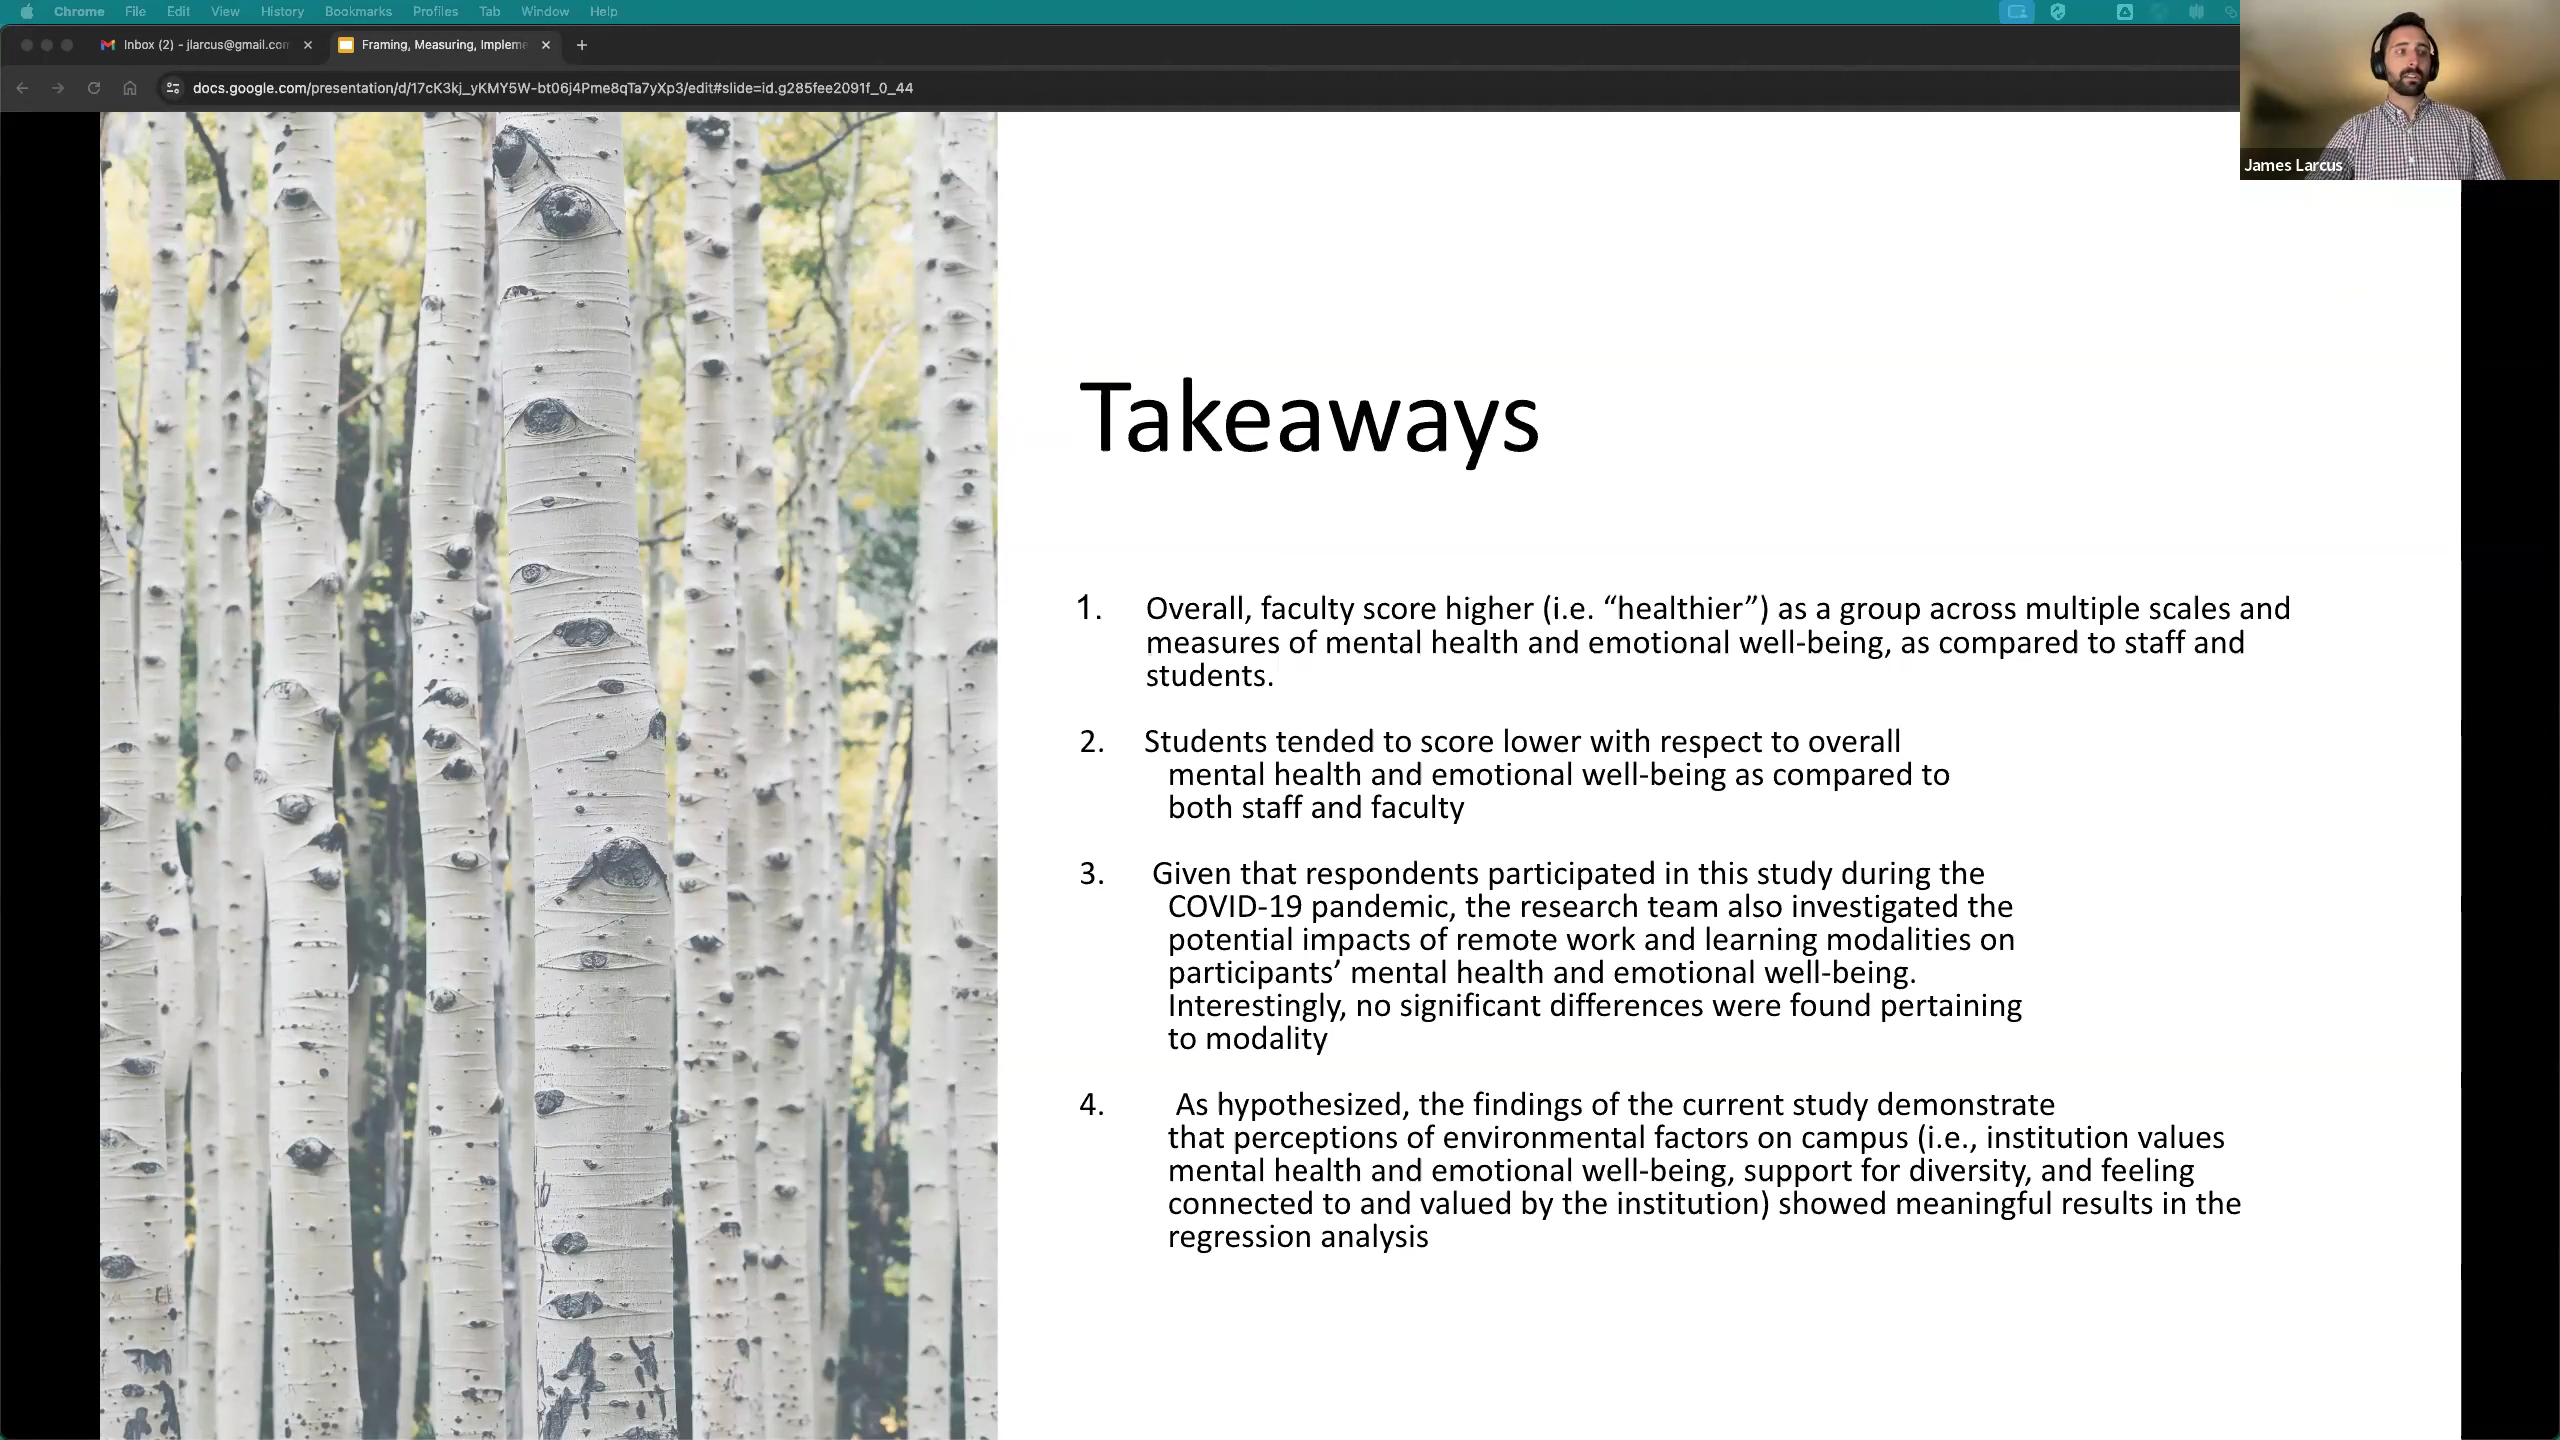 Chrome File Edit View History Bookmarks Profiles Tab Window Help
Inbox (2) - jlarcus@gmail.com
Framing, Measuring, Impleme
docs.google.com/presentation/d/17cK3kj_yKMY5W-bt06j4Pme8qTa7yXp3/edit#slide=id.g285fee2091f_0_44
James Larcus
Takeaways
1. Overall, faculty score higher (i.e. “healthier”) as a group across multiple scales and
measures of mental health and emotional well-being, as compared to staff and
students.
2. Students tended to score lower with respect to overall
mental health and emotional well-being as compared to
both staff and faculty
3. Given that respondents participated in this study during the
COVID-19 pandemic, the research team also investigated the
potential impacts of remote work and learning modalities on
participants’ mental health and emotional well-being.
Interestingly, no significant differences were found pertaining
to modality
4. As hypothesized, the findings of the current study demonstrate
that perceptions of environmental factors on campus (i.e., institution values
mental health and emotional well-being, support for diversity, and feeling
connected to and valued by the institution) showed meaningful results in the
regression analysis